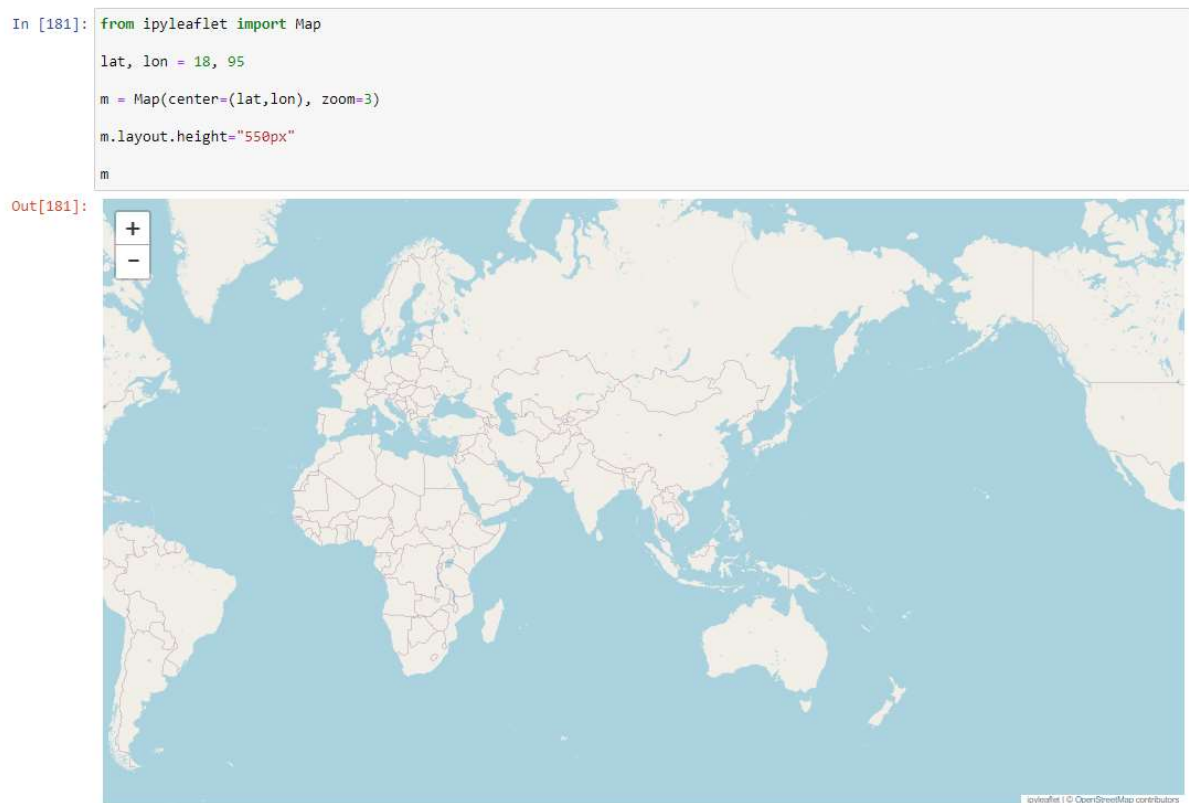 In [181]: from ipyleaflet import Map
lat, lon = 18, 95
m = Map(center=(lat,lon), zoom=3)
m.layout.height="550px"
m
Out[181]:
+
−
ipyleaflet | © OpenStreetMap contributors